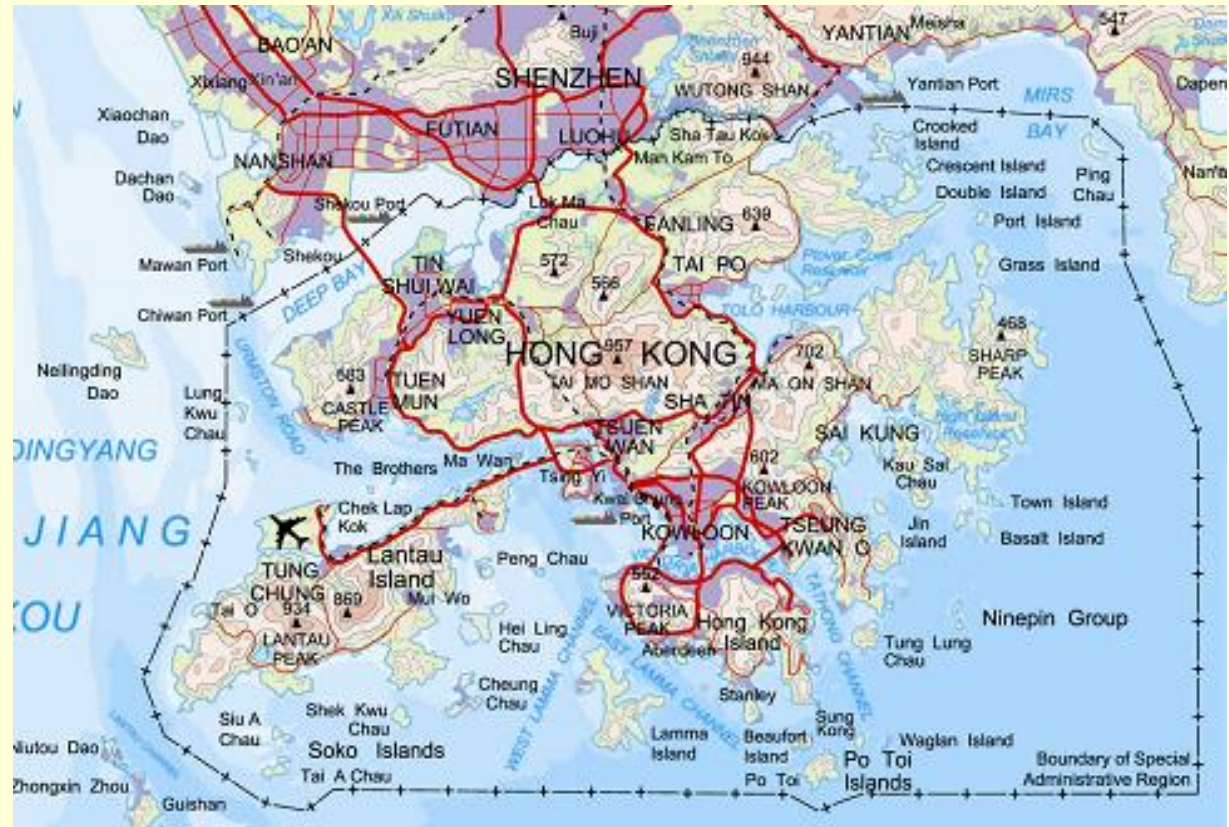 BAO'AN
Buji
YANTIAN
Meisha
547
Xixiang
Xin'an
SHENZHEN
944
WUTONG SHAN
Yantian Port
MIRS
BAY
Xiaochan
Dao
FUTIAN
LUOHU
Sha Tau Kok
Crooked
Island
NANSHAN
Man Kam To
Crescent Island
Ping
Chau
Dachan
Dao
Double Island
Shekou Port
Lok Ma
Chau
FANLING
639
Port Island
Mawan Port
Shekou
TIN
SHUI WAI
572
566
TAI PO
Plover Cove
Reservoir
Grass Island
DEEP BAY
Chiwan Port
YUEN
LONG
TOLO HARBOUR
468
SHARP
PEAK
URMSTON ROAD
HONG KONG
957
TAI MO SHAN
702
MA ON SHAN
Neilingding
Dao
583
CASTLE
PEAK
TUEN
MUN
SHA TIN
Lung
Kwu
Chau
TSUEN
WAN
SAI KUNG
High Island
Reservoir
DINGYANG
The Brothers
Ma Wan
Tsing Yi
602
KOWLOON
PEAK
Kau Sai
Chau
Kwai Chung
Port
Town Island
JIANG
Chek Lap
Kok
KOWLOON
TSEUNG
KWAN O
Jin
Island
Basalt Island
Lantau
Island
Peng Chau
TUNG
CHUNG
552
VICTORIA
PEAK
TATHONG CHANNEL
KOU
Tai O
934
869
Mui Wo
LANTAU
PEAK
Hei Ling
Chau
Hong Kong
Island
Aberdeen
Ninepin Group
Tung Lung
Chau
WEST LAMMA CHANNEL
EAST LAMMA CHANNEL
Cheung
Chau
Stanley
Siu A
Chau
Shek Kwu
Chau
Soko Islands
Lamma
Island
Beaufort
Island
Sung
Kong
Waglan Island
Niutou Dao
Tai A Chau
Po Toi
Po Toi
Islands
Boundary of Special
Administrative Region
Zhongxin Zhou
Guishan